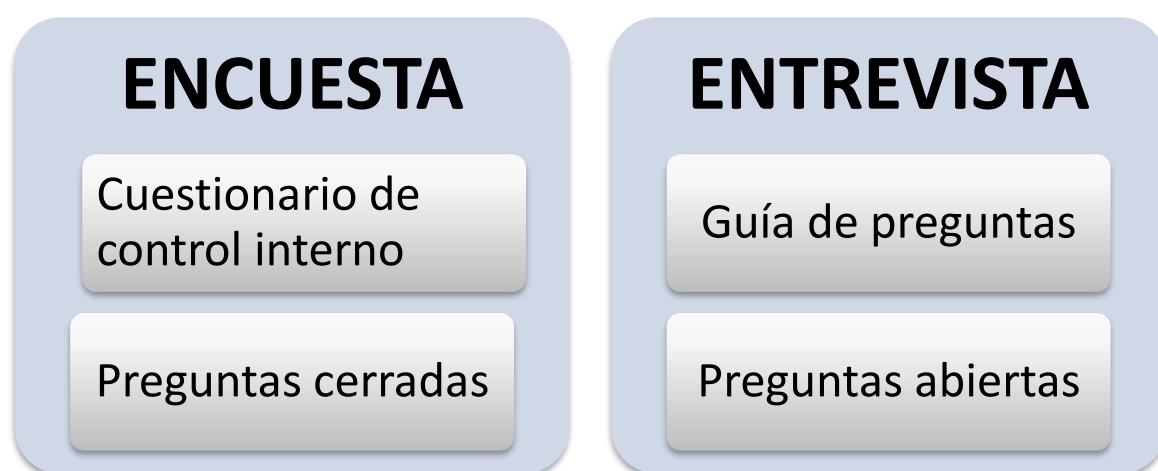 ENCUESTA
Cuestionario de
control interno
Preguntas cerradas
ENTREVISTA
Guía de preguntas
Preguntas abiertas